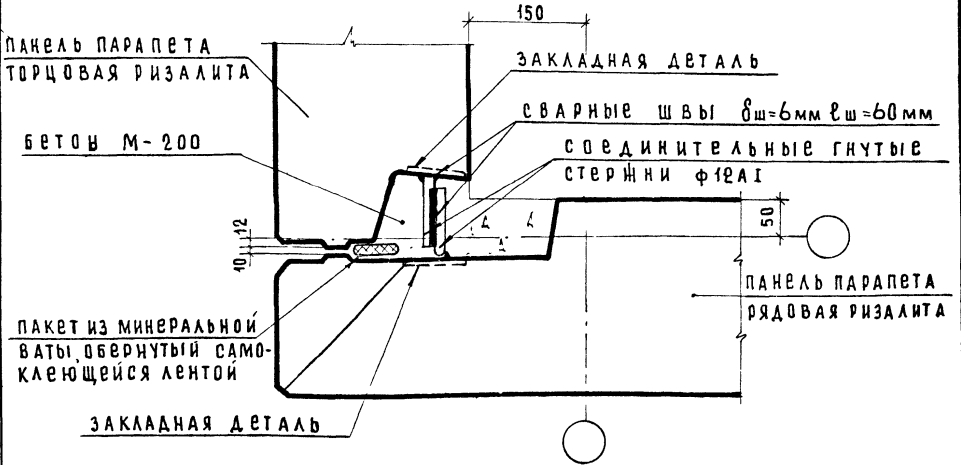 150
ПАНЕЛЬ ПАРАПЕТА
ТОРЦОВАЯ РИЗАЛИТА
ЗАКЛАДНАЯ ДЕТАЛЬ
СВАРНЫЕ ШВЫ δш=6мм ℓш=60мм
БЕТОН М-200
СОЕДИНИТЕЛЬНЫЕ ГНУТЫЕ
СТЕРЖНИ ф12АI
12
50
10
ПАНЕЛЬ ПАРАПЕТА
РЯДОВАЯ РИЗАЛИТА
ПАКЕТ ИЗ МИНЕРАЛЬНОЙ
ВАТЫ, ОБЕРНУТЫЙ САМО-
КЛЕЮЩЕЙСЯ ЛЕНТОЙ
ЗАКЛАДНАЯ ДЕТАЛЬ